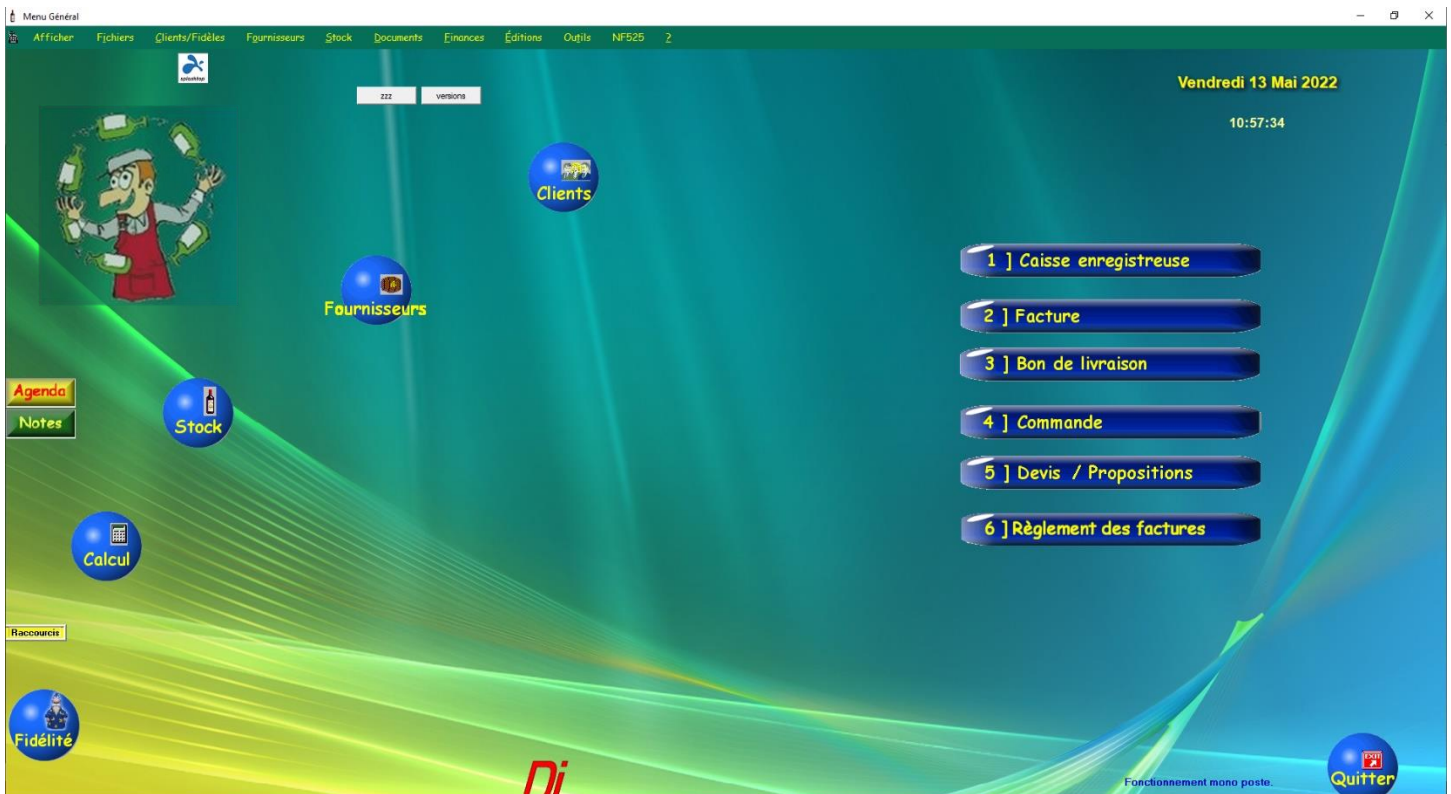 Menu Général
Afficher Fichiers Clients/Fidèles Fournisseurs Stock Documents Finances Éditions Outils NF525 ?
splashtop
zzz versions
Vendredi 13 Mai 2022
10:57:34
Clients
1 ] Caisse enregistreuse
Fournisseurs
2 ] Facture
3 ] Bon de livraison
Agenda
Notes
Stock
4 ] Commande
5 ] Devis / Propositions
6 ] Règlement des factures
Calcul
Raccourcis
Fidélité
Di
Fonctionnement mono poste.
EXIT
Quitter